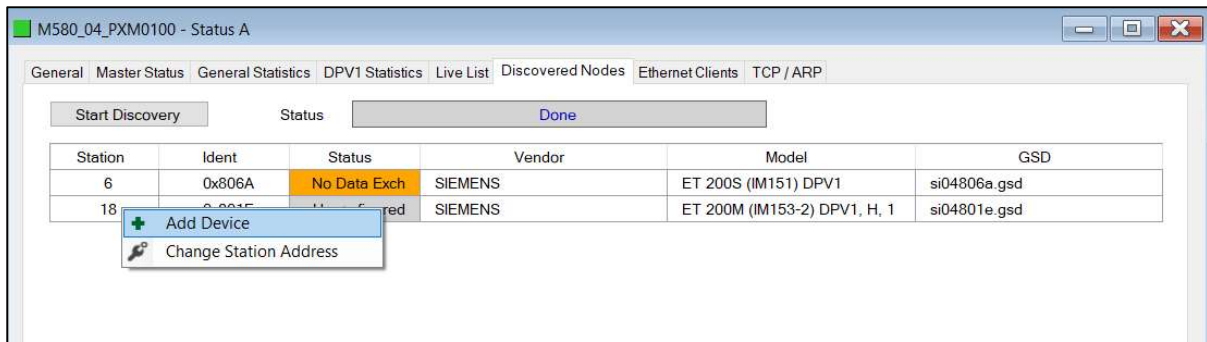 M580_04_PXM0100 - Status A
General Master Status General Statistics DPV1 Statistics Live List Discovered Nodes Ethernet Clients TCP / ARP
Start Discovery Status Done
Station Ident Status Vendor Model GSD
6 0x806A No Data Exch SIEMENS ET 200S (IM151) DPV1 si04806a.gsd
18 SIEMENS ET 200M (IM153-2) DPV1, H, 1 si04801e.gsd
Add Device
Change Station Address